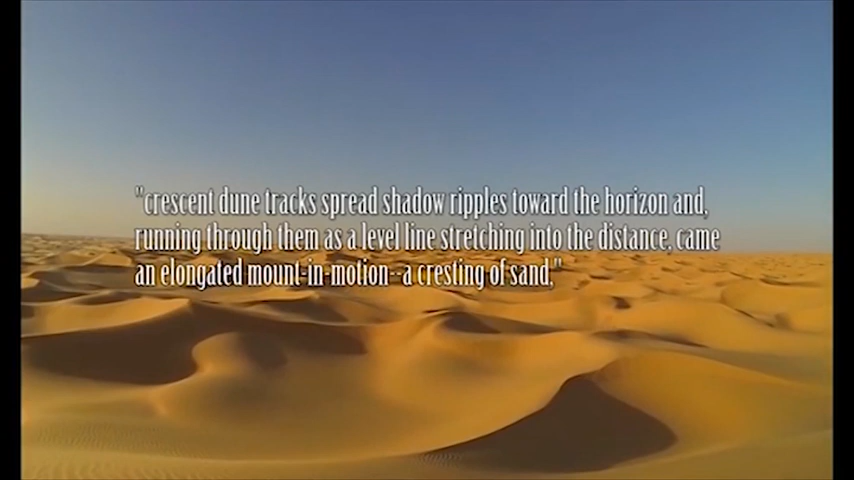 "crescent dune tracks spread shadow ripples toward the horizon and,
running through them as a level line stretching into the distance, came
an elongated mount-in-motion--a cresting of sand,"